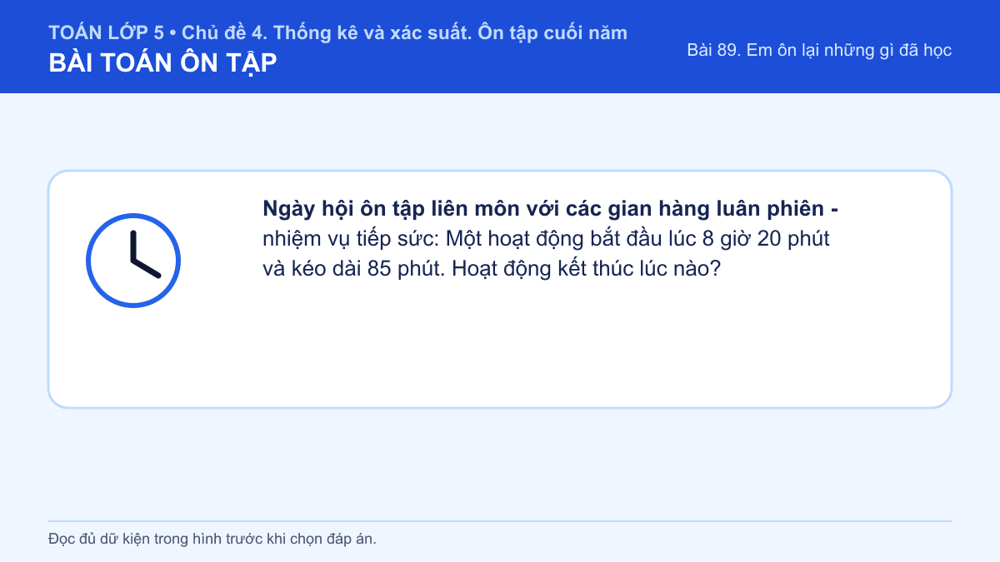 TOÁN LỚP 5 • Chủ đề 4. Thống kê và xác suất. Ôn tập cuối năm
BÀI TOÁN ÔN TẬP
Bài 89. Em ôn lại những gì đã học
Ngày hội ôn tập liên môn với các gian hàng luân phiên -
nhiệm vụ tiếp sức: Một hoạt động bắt đầu lúc 8 giờ 20 phút
và kéo dài 85 phút. Hoạt động kết thúc lúc nào?
Đọc đủ dữ kiện trong hình trước khi chọn đáp án.